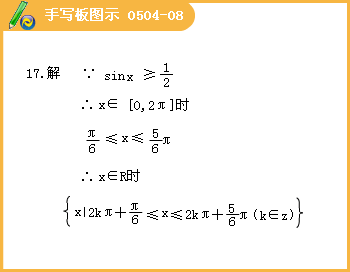 手写板图示 0504-08
17.解 ∵ sinx ≥ 1/2
∴ x∈ [0,2π]时
π/6 ≤ x ≤ 5/6π
∴ x∈R时
{x|2kπ+π/6 ≤ x ≤ 2kπ+5/6π (k∈z)}